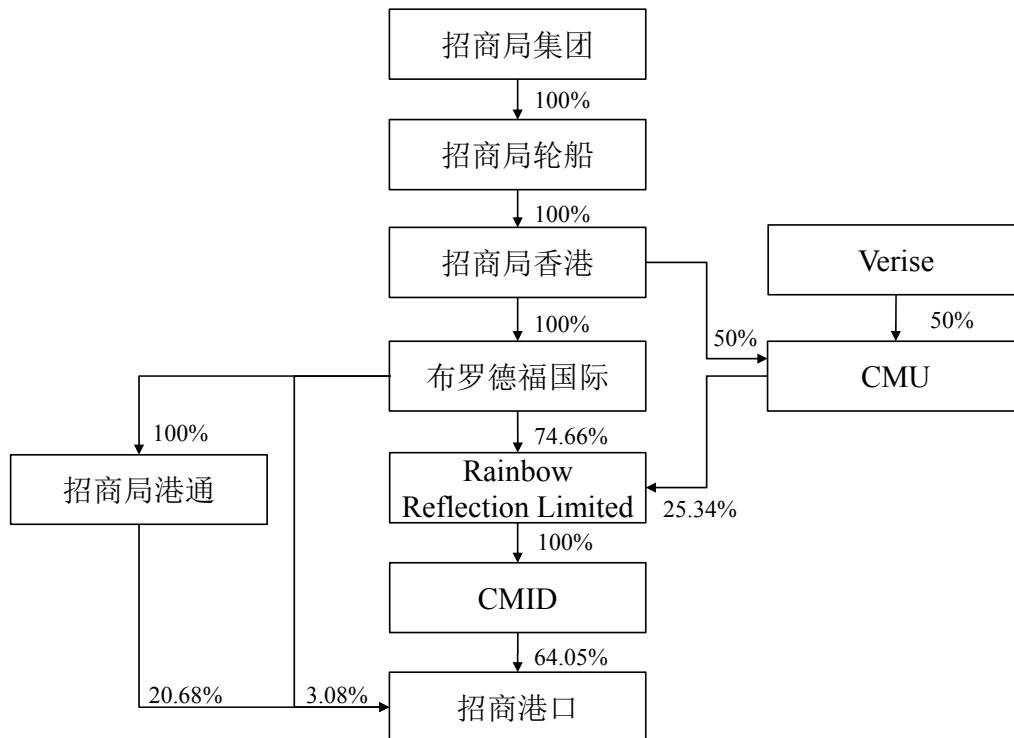 招商局集团
100%
招商局轮船
100%
招商局香港
Verise
100%
50%
50%
布罗德福国际
CMU
100%
74.66%
招商局港通
Rainbow
Reflection Limited
25.34%
100%
CMID
64.05%
20.68%
3.08%
招商港口